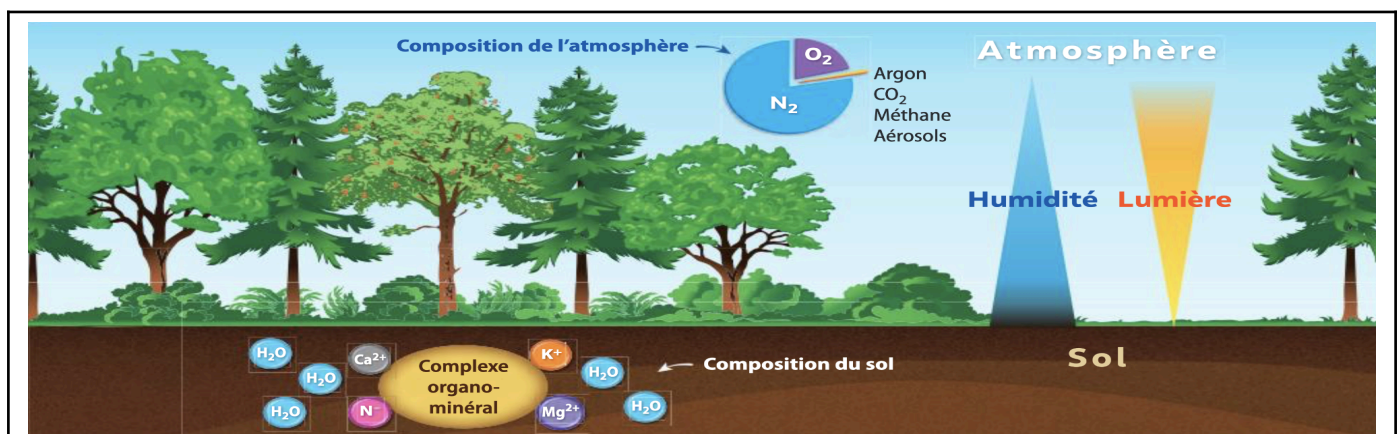 Composition de l'atmosphère
O₂
N₂
Argon
CO₂
Méthane
Aérosols
Atmosphère
Humidité Lumière
H₂O
H₂O
H₂O
Ca²⁺
N⁻
Complexe
organo-
minéral
K⁺
Mg²⁺
H₂O
H₂O
Composition du sol
Sol